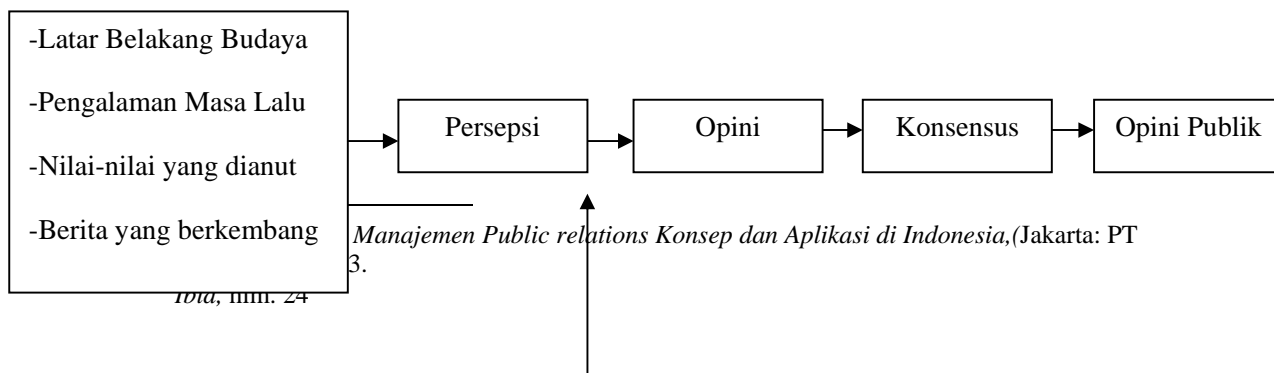 -Latar Belakang Budaya
-Pengalaman Masa Lalu
-Nilai-nilai yang dianut
-Berita yang berkembang
Persepsi
Opini
Konsensus
Opini Publik
Manajemen Public relations Konsep dan Aplikasi di Indonesia,(Jakarta: PT
3.
24